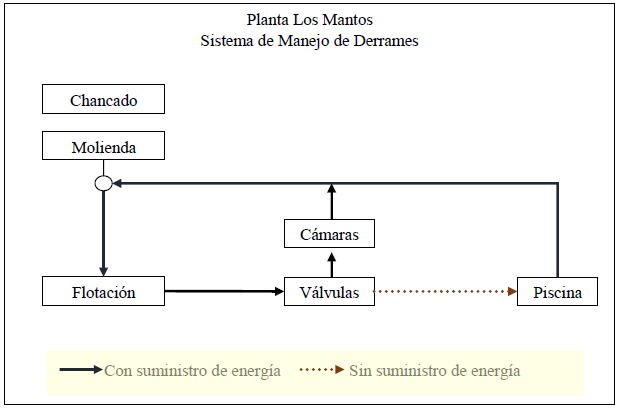 Planta Los Mantos
Sistema de Manejo de Derrames
Chancado
Molienda
Cámaras
Flotación
Válvulas
Piscina
Con suministro de energía
Sin suministro de energía